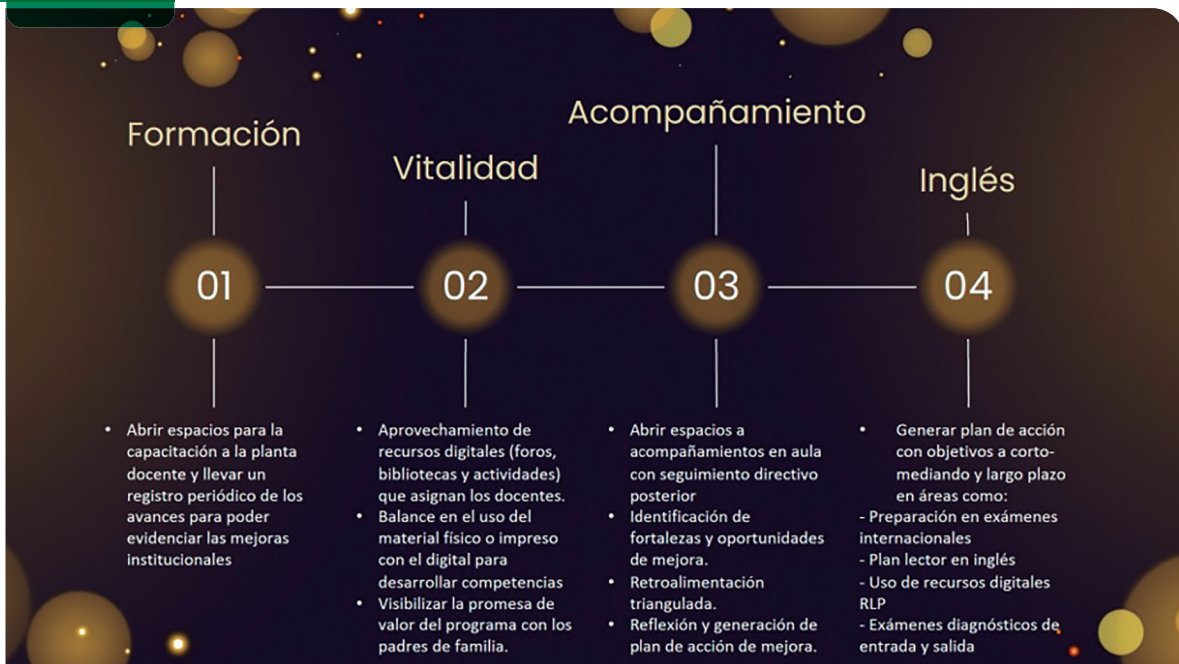 Formación
01
• Abrir espacios para la
capacitación a la planta
docente y llevar un
registro periódico de los
avances para poder
evidenciar las mejoras
institucionales
Vitalidad
02
• Aprovechamiento de
recursos digitales (foros,
bibliotecas y actividades)
que asignan los docentes.
• Balance en el uso del
material físico o impreso
con el digital para
desarrollar competencias
• Visibilizar la promesa de
valor del programa con los
padres de familia.
Acompañamiento
03
• Abrir espacios a
acompañamientos en aula
con seguimiento directivo
posterior
• Identificación de
fortalezas y oportunidades
de mejora.
• Retroalimentación
triangulada.
• Reflexión y generación de
plan de acción de mejora.
Inglés
04
• Generar plan de acción
con objetivos a corto-
mediando y largo plazo
en áreas como:
- Preparación en exámenes
internacionales
- Plan lector en inglés
- Uso de recursos digitales
RLP
- Exámenes diagnósticos de
entrada y salida